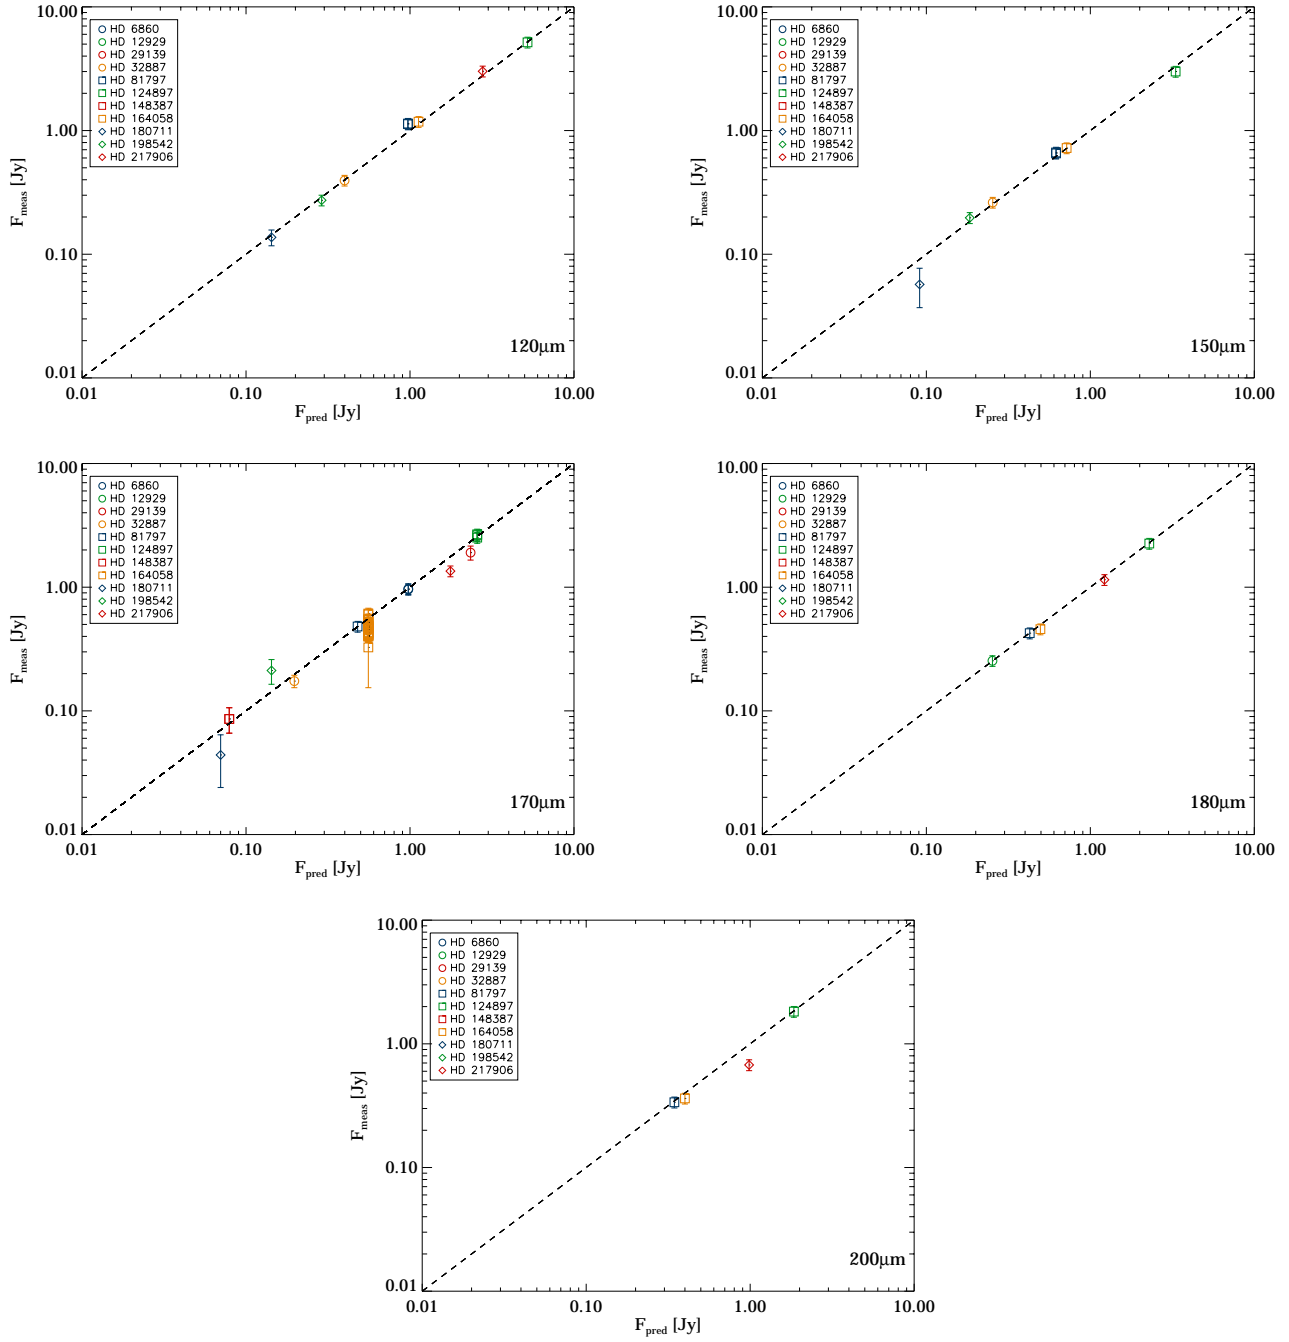 10.00
HD 6860
HD 12929
HD 29139
HD 32887
HD 81797
HD 124897
HD 148387
HD 164058
HD 180711
HD 198542
HD 217906
1.00
F_meas [Jy]
0.10
120μm
0.01
0.01 0.10 1.00 10.00
F_pred [Jy]
10.00
HD 6860
HD 12929
HD 29139
HD 32887
HD 81797
HD 124897
HD 148387
HD 164058
HD 180711
HD 198542
HD 217906
1.00
F_meas [Jy]
0.10
150μm
0.01
0.01 0.10 1.00 10.00
F_pred [Jy]
10.00
HD 6860
HD 12929
HD 29139
HD 32887
HD 81797
HD 124897
HD 148387
HD 164058
HD 180711
HD 198542
HD 217906
1.00
F_meas [Jy]
0.10
170μm
0.01
0.01 0.10 1.00 10.00
F_pred [Jy]
10.00
HD 6860
HD 12929
HD 29139
HD 32887
HD 81797
HD 124897
HD 148387
HD 164058
HD 180711
HD 198542
HD 217906
1.00
F_meas [Jy]
0.10
180μm
0.01
0.01 0.10 1.00 10.00
F_pred [Jy]
10.00
HD 6860
HD 12929
HD 29139
HD 32887
HD 81797
HD 124897
HD 148387
HD 164058
HD 180711
HD 198542
HD 217906
1.00
F_meas [Jy]
0.10
200μm
0.01
0.01 0.10 1.00 10.00
F_pred [Jy]